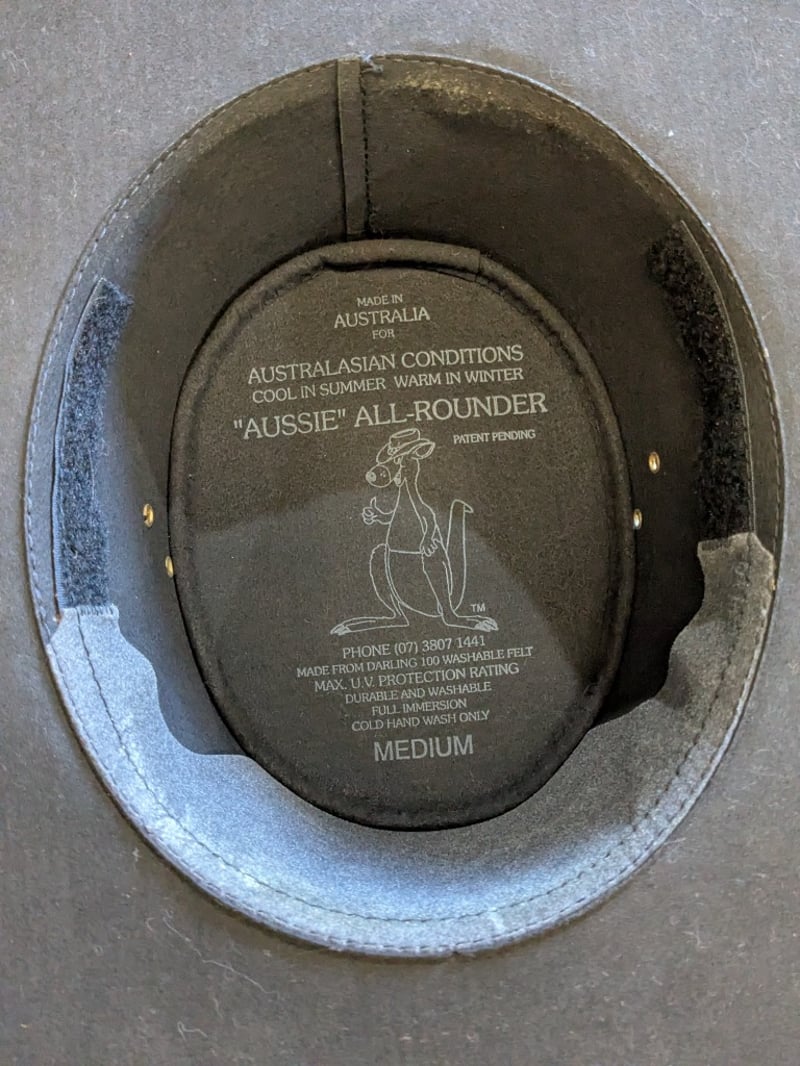 MADE IN
AUSTRALIA
FOR
AUSTRALASIAN CONDITIONS
COOL IN SUMMER WARM IN WINTER
"AUSSIE" ALL-ROUNDER
PATENT PENDING
TM
PHONE (07) 3807 1441
MADE FROM DARLING 100 WASHABLE FELT
MAX. U.V. PROTECTION RATING
DURABLE AND WASHABLE
FULL IMMERSION
COLD HAND WASH ONLY
MEDIUM